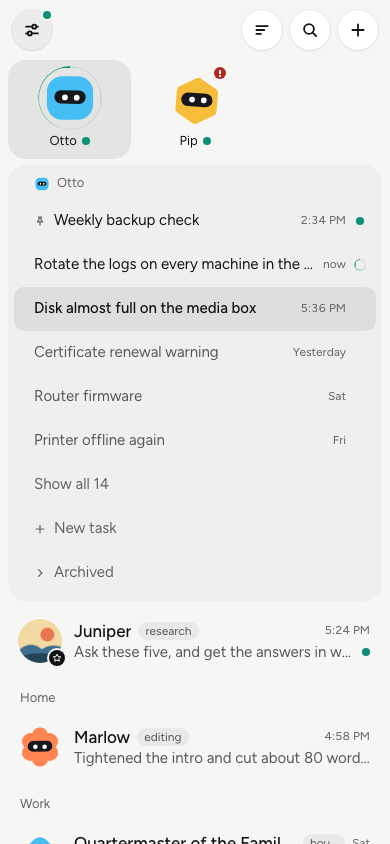 Otto
Pip
Otto
Weekly backup check 2:34 PM
Rotate the logs on every machine in the ... now
Disk almost full on the media box 5:36 PM
Certificate renewal warning Yesterday
Router firmware Sat
Printer offline again Fri
Show all 14
New task
Archived
Juniper research 5:24 PM
Ask these five, and get the answers in w...
Home
Marlow editing 4:58 PM
Tightened the intro and cut about 80 word...
Work
Quartermaster of the Famil... hou... Sat